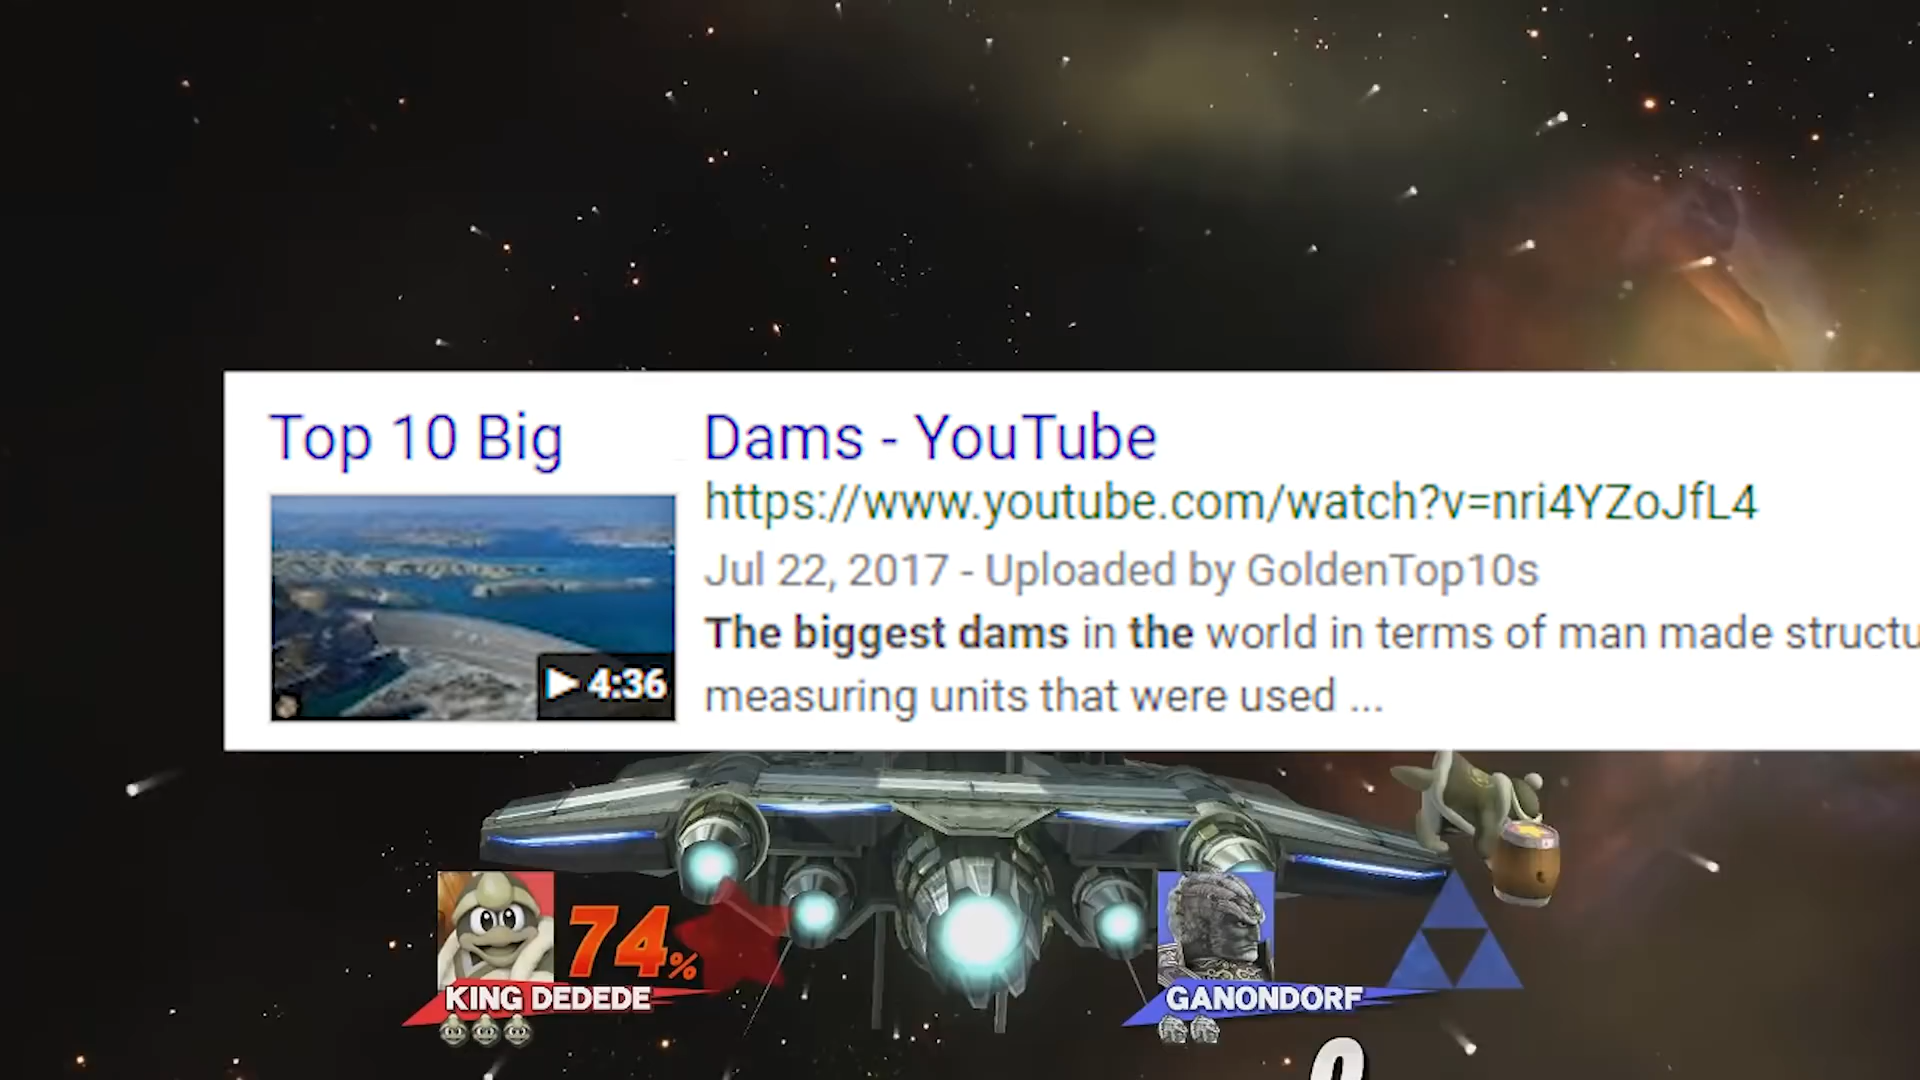 Top 10 Big Dams - YouTube
https://www.youtube.com/watch?v=nri4YZoJfL4
Jul 22, 2017 - Uploaded by GoldenTop10s
The biggest dams in the world in terms of man made structu
measuring units that were used ...
4:36
74%
KING DEDEDE
GANONDORF
0